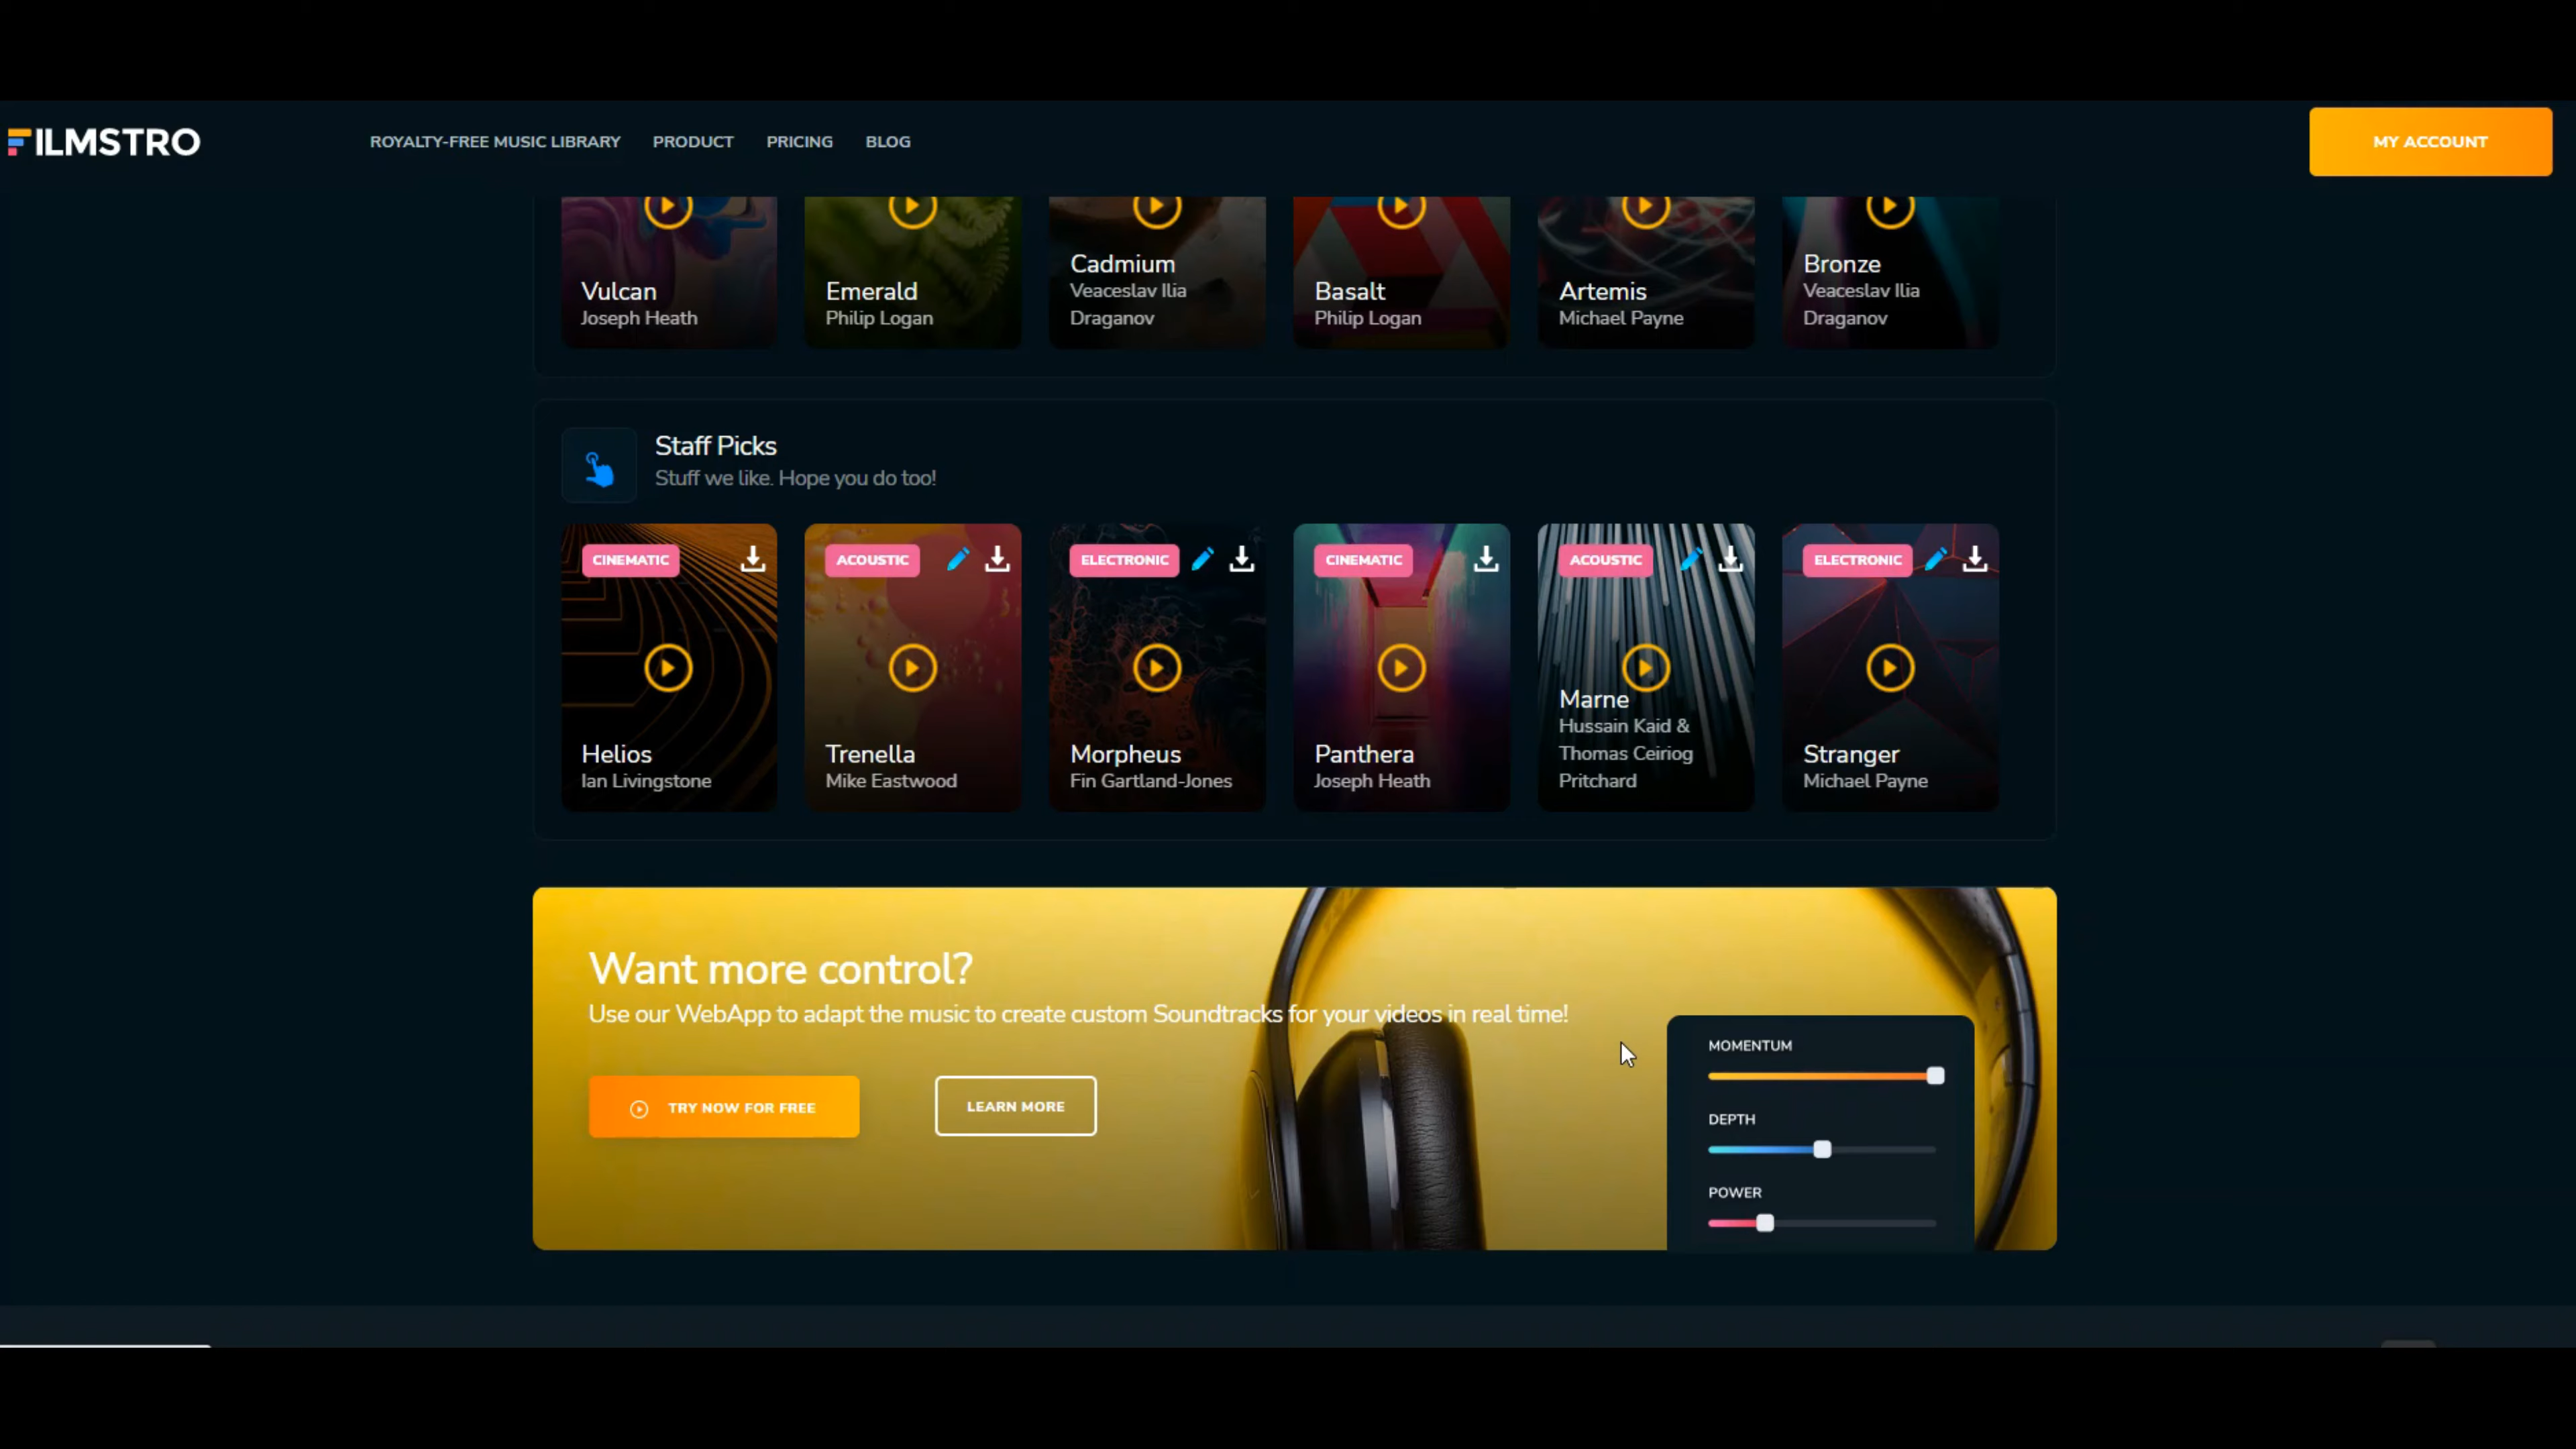 FILMSTRO
ROYALTY-FREE MUSIC LIBRARY
PRODUCT
PRICING
BLOG
MY ACCOUNT
Vulcan
Joseph Heath
Emerald
Philip Logan
Cadmium
Veaceslav Ilia
Draganov
Basalt
Philip Logan
Artemis
Michael Payne
Bronze
Veaceslav Ilia
Draganov
Staff Picks
Stuff we like. Hope you do too!
CINEMATIC
Helios
Ian Livingstone
ACOUSTIC
Trenella
Mike Eastwood
ELECTRONIC
Morpheus
Fin Gartland-Jones
CINEMATIC
Panthera
Joseph Heath
ACOUSTIC
Marne
Hussain Kaid &
Thomas Ceiriog
Pritchard
ELECTRONIC
Stranger
Michael Payne
Want more control?
Use our WebApp to adapt the music to create custom Soundtracks for your videos in real time!
TRY NOW FOR FREE
LEARN MORE
MOMENTUM
DEPTH
POWER